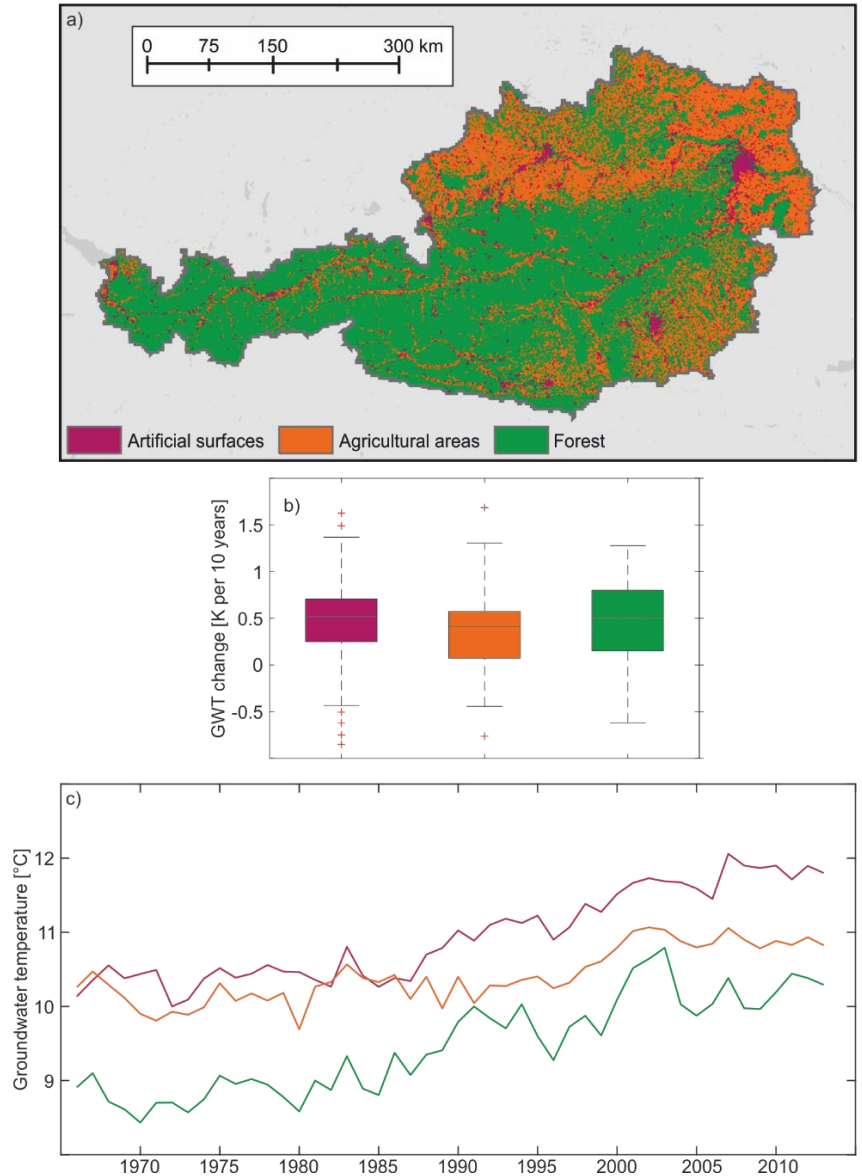 a)
0 75 150 300 km
Artificial surfaces Agricultural areas Forest
b)
GWT change [K per 10 years]
1.5
1
0.5
0
-0.5
c)
Groundwater temperature [°C]
12
11
10
9
1970 1975 1980 1985 1990 1995 2000 2005 2010